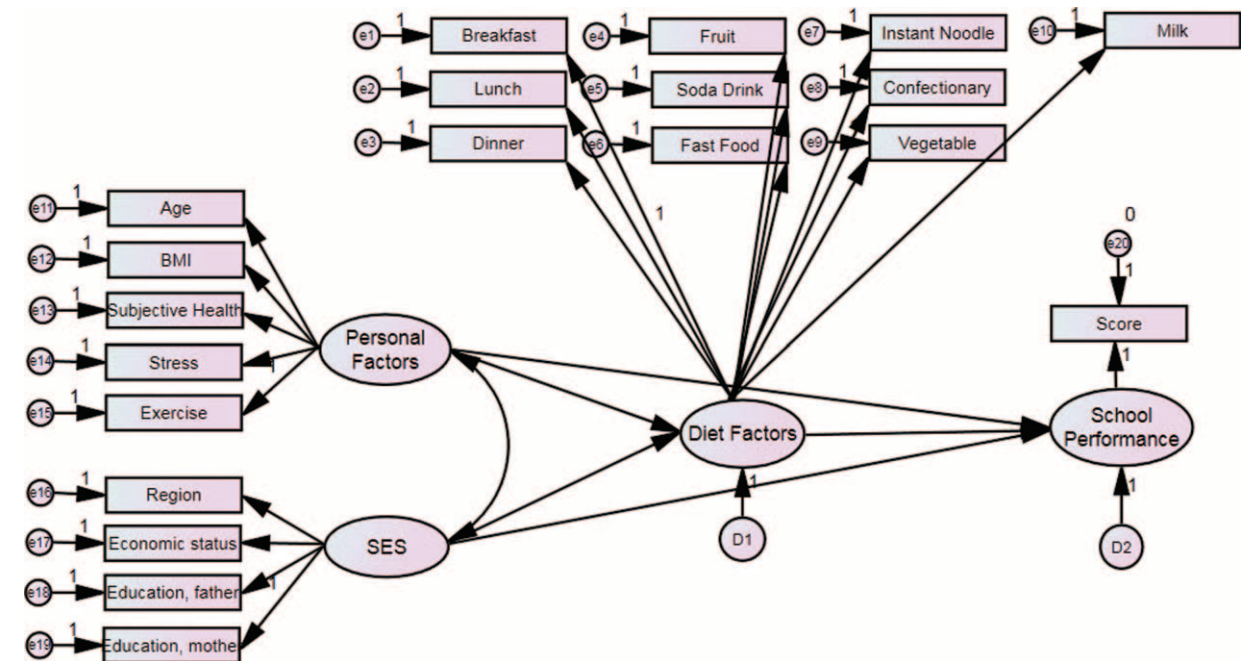 e1 1 Breakfast
e4 1 Fruit
e7 1 Instant Noodle
e10 1 Milk
e2 1 Lunch
e5 1 Soda Drink
e8 1 Confectionary
e3 1 Dinner
e6 1 Fast Food
e9 1 Vegetable
1
e11 1 Age
e12 1 BMI
e13 1 Subjective Health
e14 1 Stress
1
e15 1 Exercise
Personal
Factors
0
e20
1
Score
1
Diet Factors
School
Performance
1
D1
1
D2
e16 1 Region
e17 1 Economic status
e18 1 Education, father
1
e19 1 Education, mothe
SES